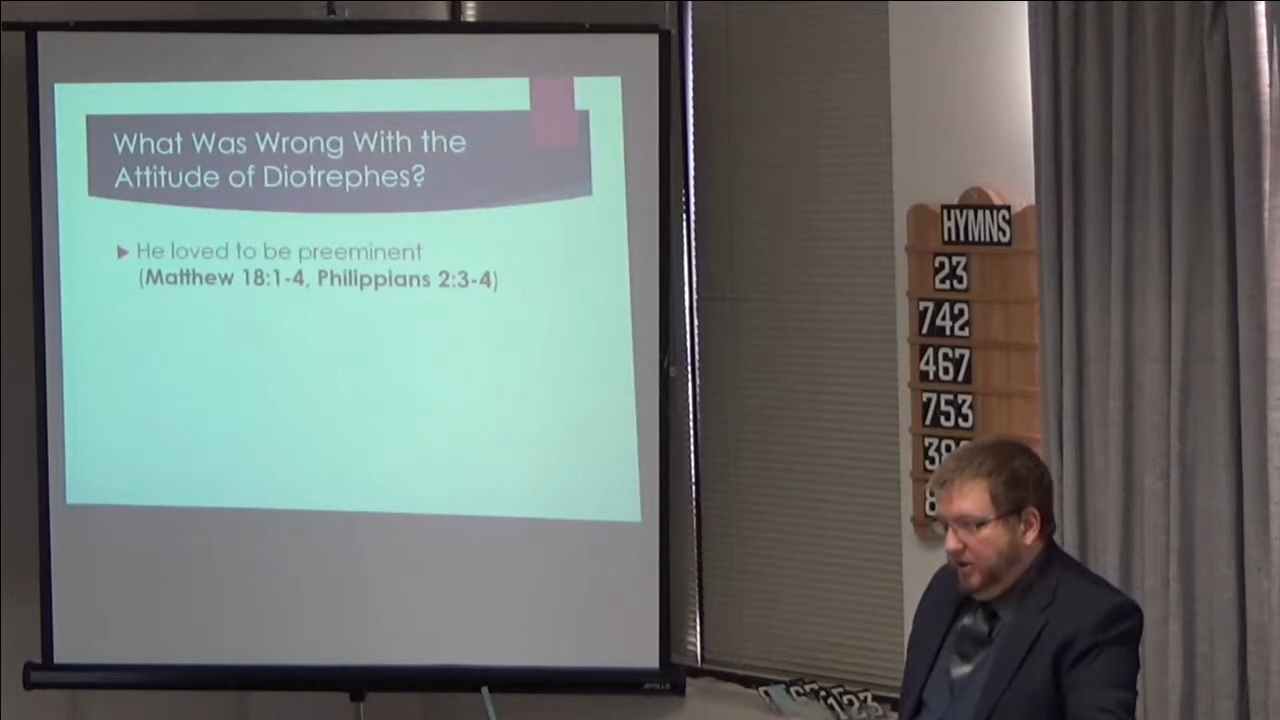 What Was Wrong With the
Attitude of Diotrephes?
He loved to be preeminent
(Matthew 18:1-4, Philippians 2:3-4)
HYMNS
23
742
467
753
APOLLO